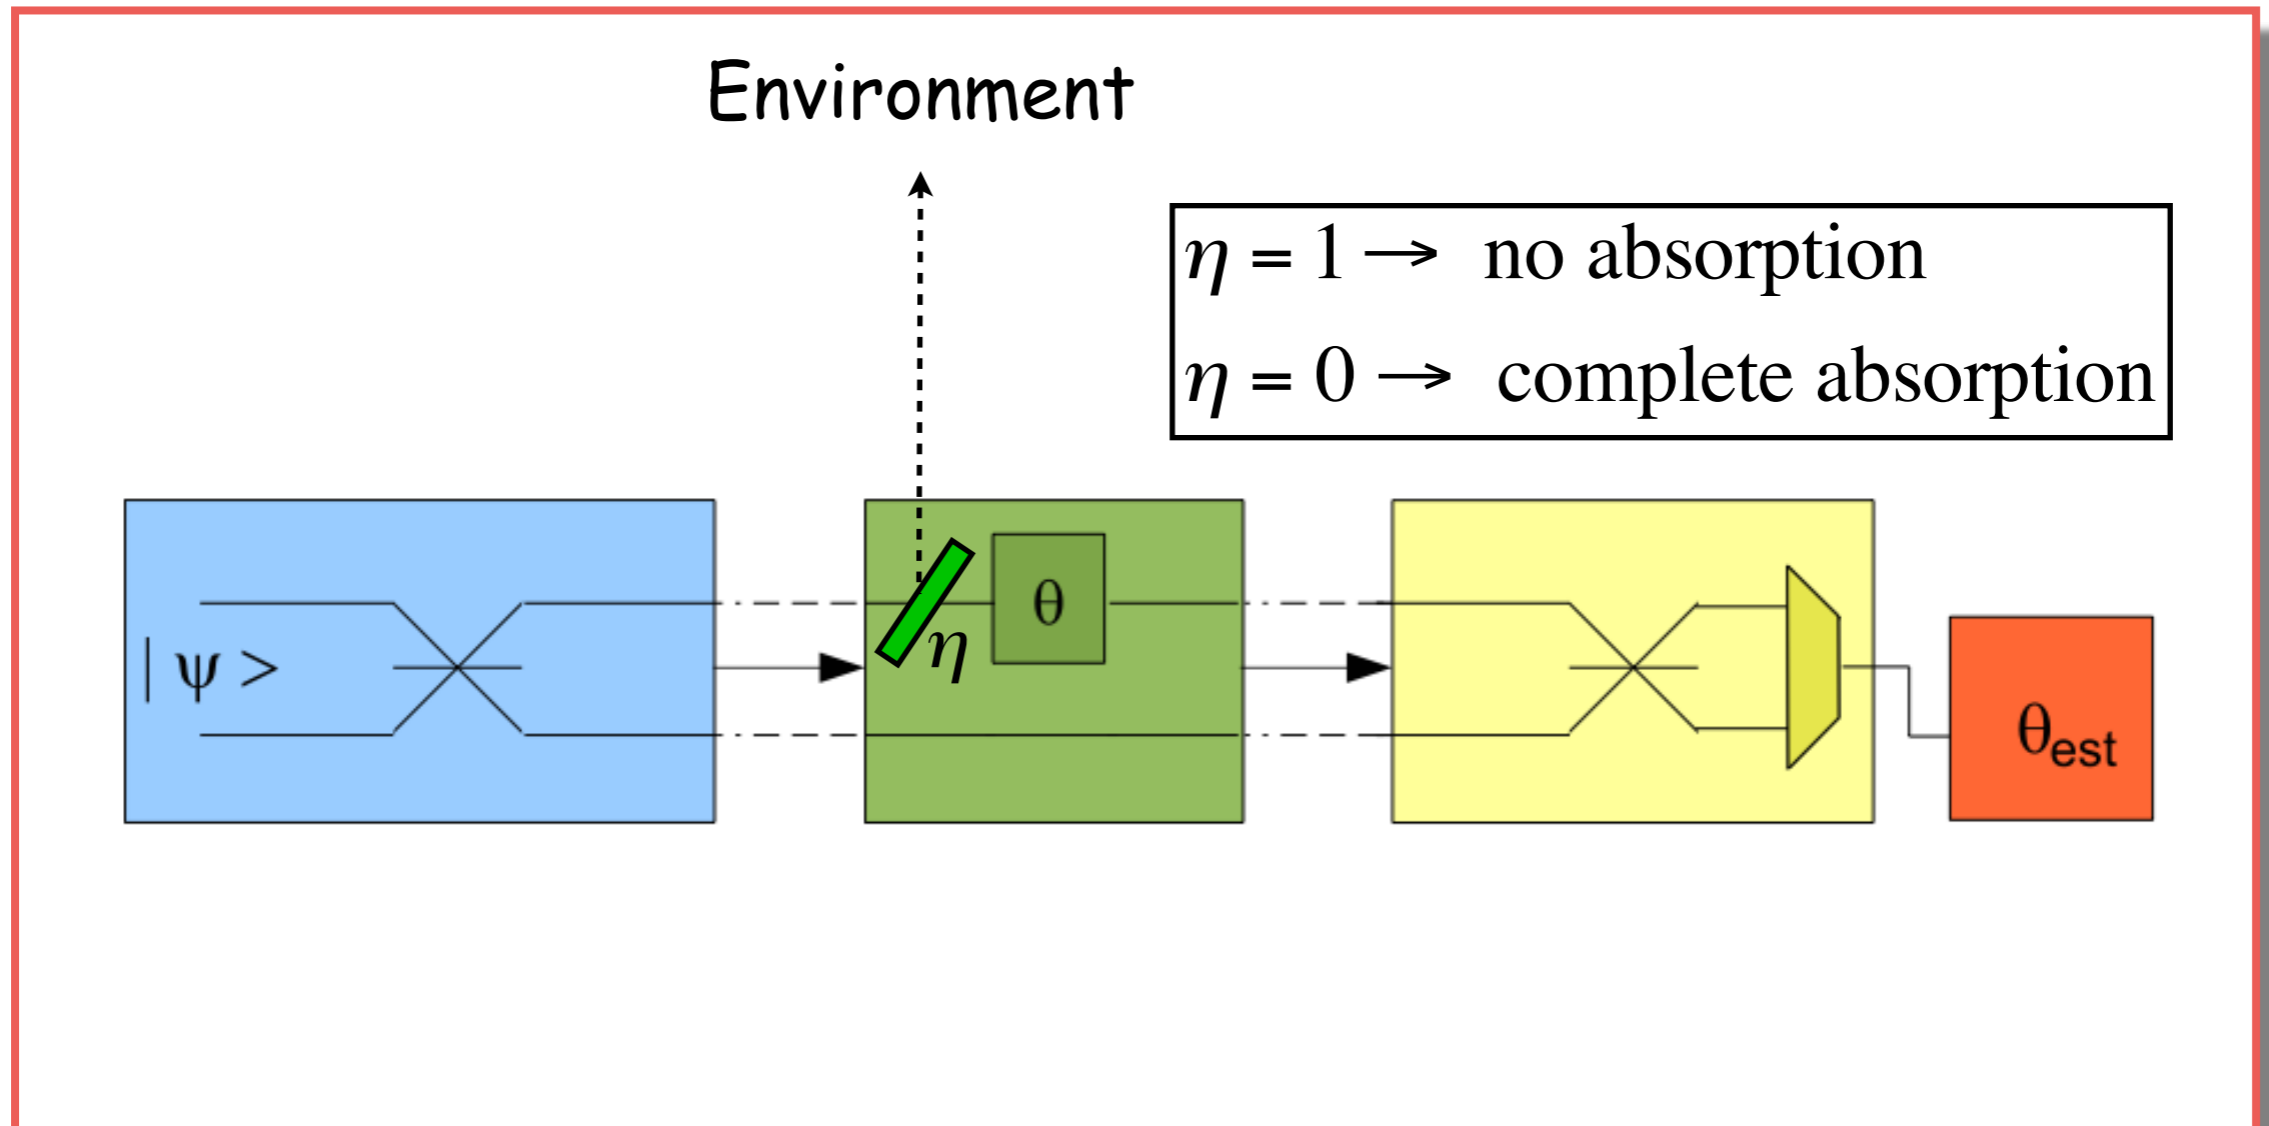 Environment
η = 1 → no absorption
η = 0 → complete absorption
| ψ >
η
θ
θest